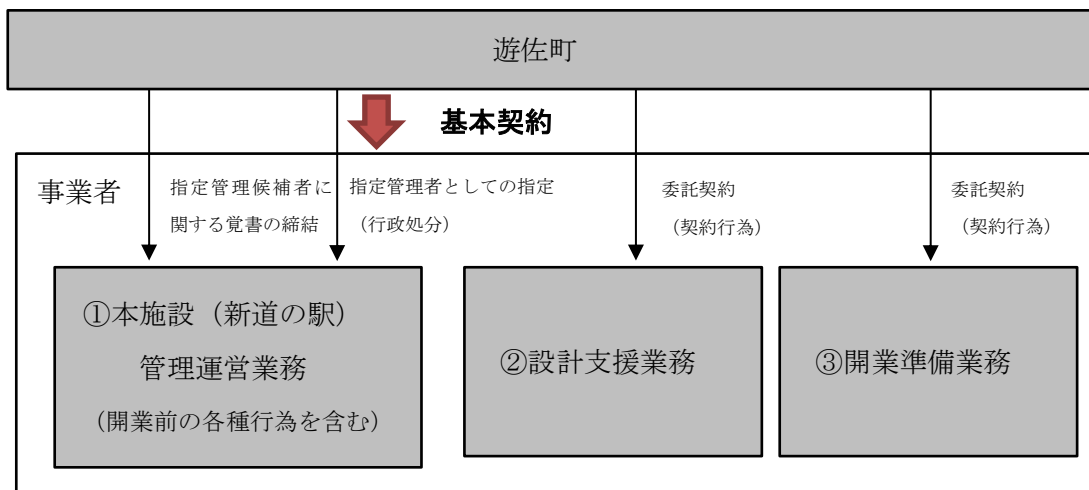 遊佐町
基本契約
事業者
指定管理候補者に
関する覚書の締結
指定管理者としての指定
（行政処分）
委託契約
（契約行為）
委託契約
（契約行為）
①本施設（新道の駅）
管理運営業務
（開業前の各種行為を含む）
②設計支援業務
③開業準備業務